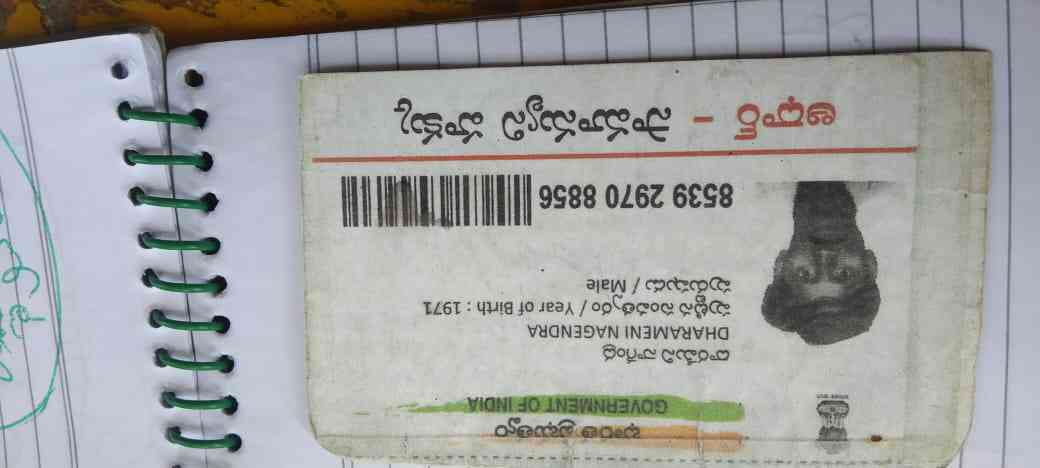 భారత ప్రభుత్వం
GOVERNMENT OF INDIA
ధారమేని నాగేంద్ర
DHARAMENI NAGENDRA
పుట్టిన సంవత్సరం / Year of Birth : 1971
పురుషుడు / Male
8539 2970 8856
ఆధార్ - సామాన్యుని హక్కు